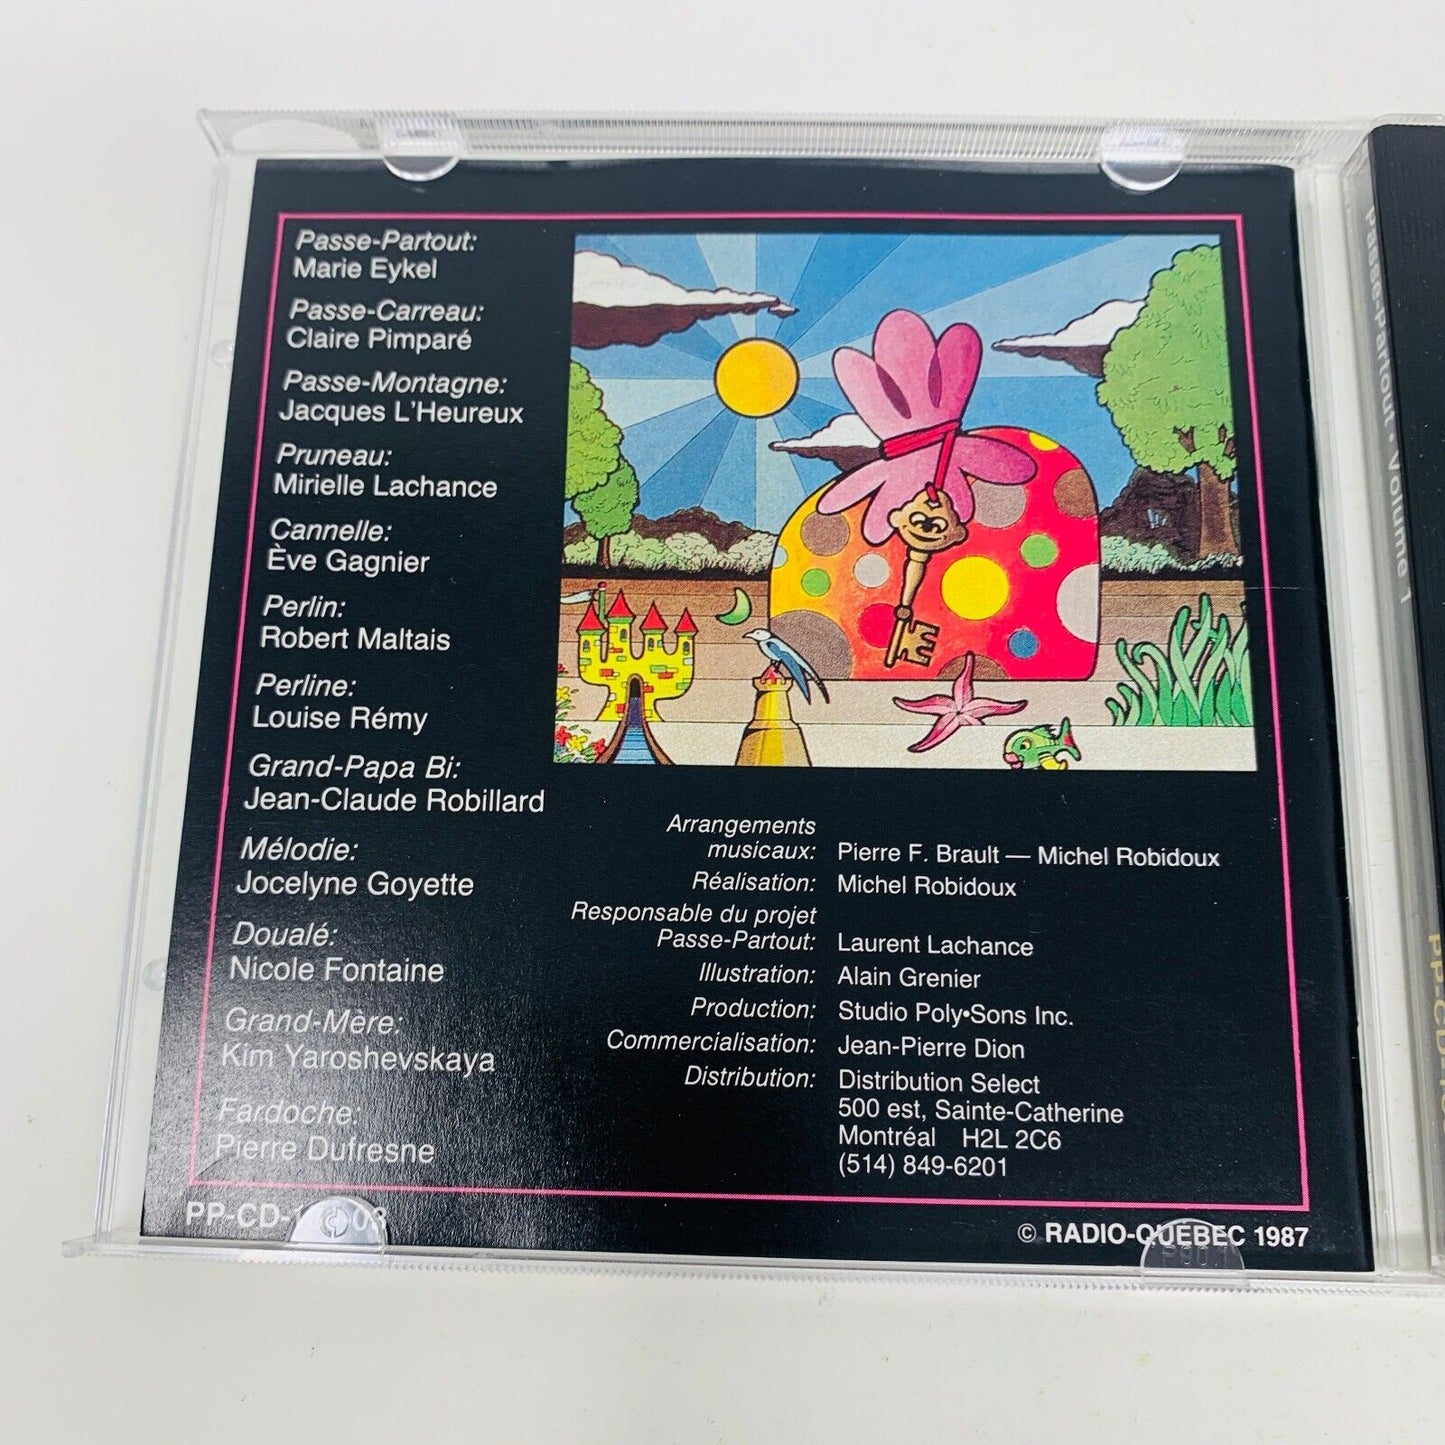 Passe-Partout:
Marie Eykel
Passe-Carreau:
Claire Pimparé
Passe-Montagne:
Jacques L'Heureux
Pruneau:
Mirielle Lachance
Cannelle:
Ève Gagnier
Perlin:
Robert Maltais
Perline:
Louise Rémy
Grand-Papa Bi:
Jean-Claude Robillard
Mélodie:
Jocelyne Goyette
Doualé:
Nicole Fontaine
Grand-Mère:
Kim Yaroshevskaya
Fardoche:
Pierre Dufresne
Arrangements
musicaux: Pierre F. Brault — Michel Robidoux
Réalisation: Michel Robidoux
Responsable du projet
Passe-Partout: Laurent Lachance
Illustration: Alain Grenier
Production: Studio Poly•Sons Inc.
Commercialisation: Jean-Pierre Dion
Distribution: Distribution Select
500 est, Sainte-Catherine
Montréal H2L 2C6
(514) 849-6201
© RADIO-QUÉBEC 1987
Passe-Partout • Volume 1